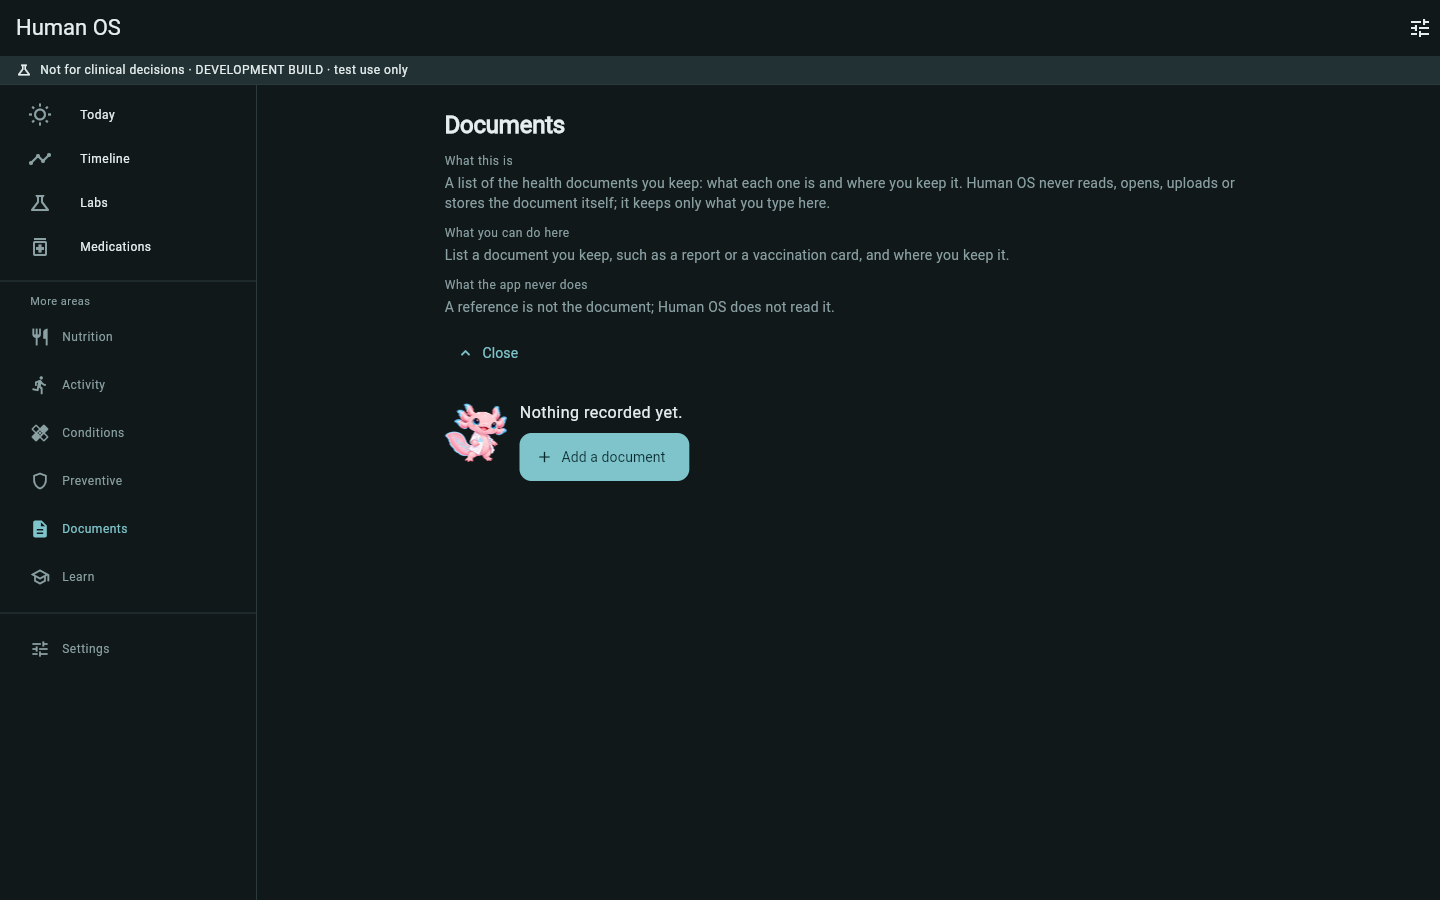 Human OS
Not for clinical decisions · DEVELOPMENT BUILD · test use only
Today
Timeline
Labs
Medications
More areas
Nutrition
Activity
Conditions
Preventive
Documents
Learn
Settings
Documents
What this is
A list of the health documents you keep: what each one is and where you keep it. Human OS never reads, opens, uploads or
stores the document itself; it keeps only what you type here.
What you can do here
List a document you keep, such as a report or a vaccination card, and where you keep it.
What the app never does
A reference is not the document; Human OS does not read it.
Close
Nothing recorded yet.
Add a document